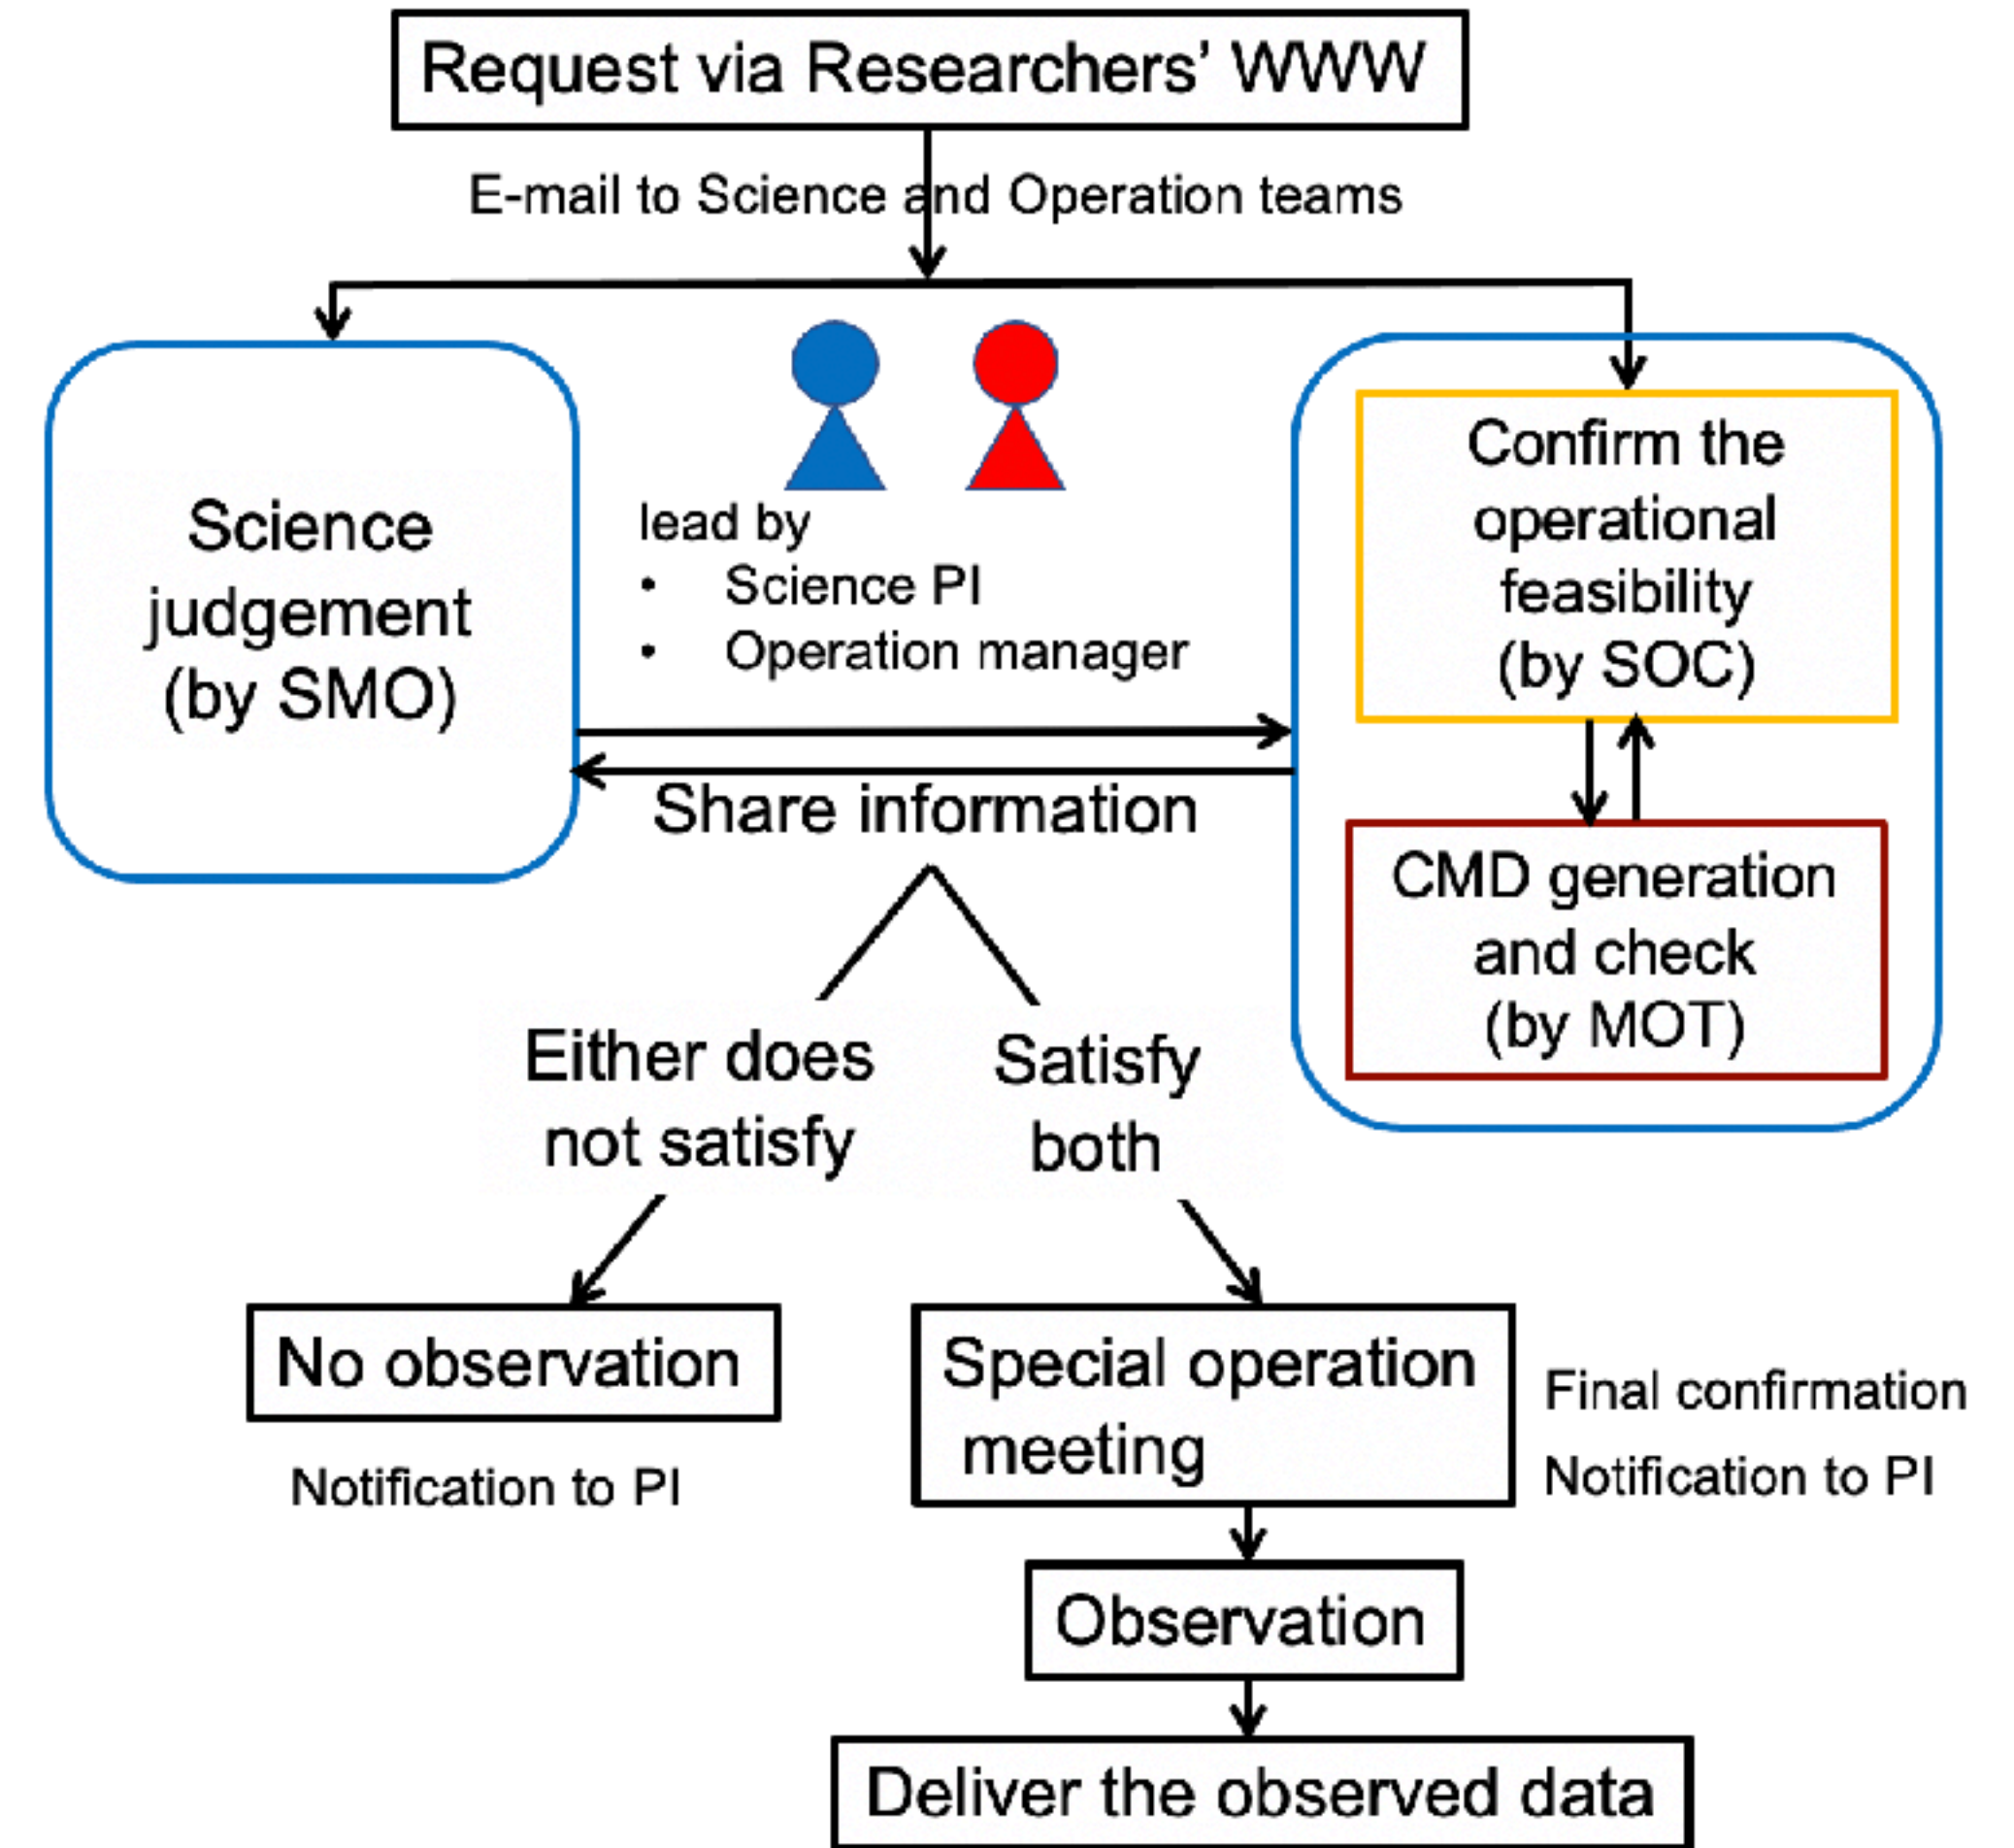 Request via Researchers’ WWW
E-mail to Science and Operation teams
Science
judgement
(by SMO)
lead by
• Science PI
• Operation manager
Confirm the
operational
feasibility
(by SOC)
Share information
CMD generation
and check
(by MOT)
Either does
not satisfy
Satisfy
both
No observation
Notification to PI
Special operation
meeting
Final confirmation
Notification to PI
Observation
Deliver the observed data